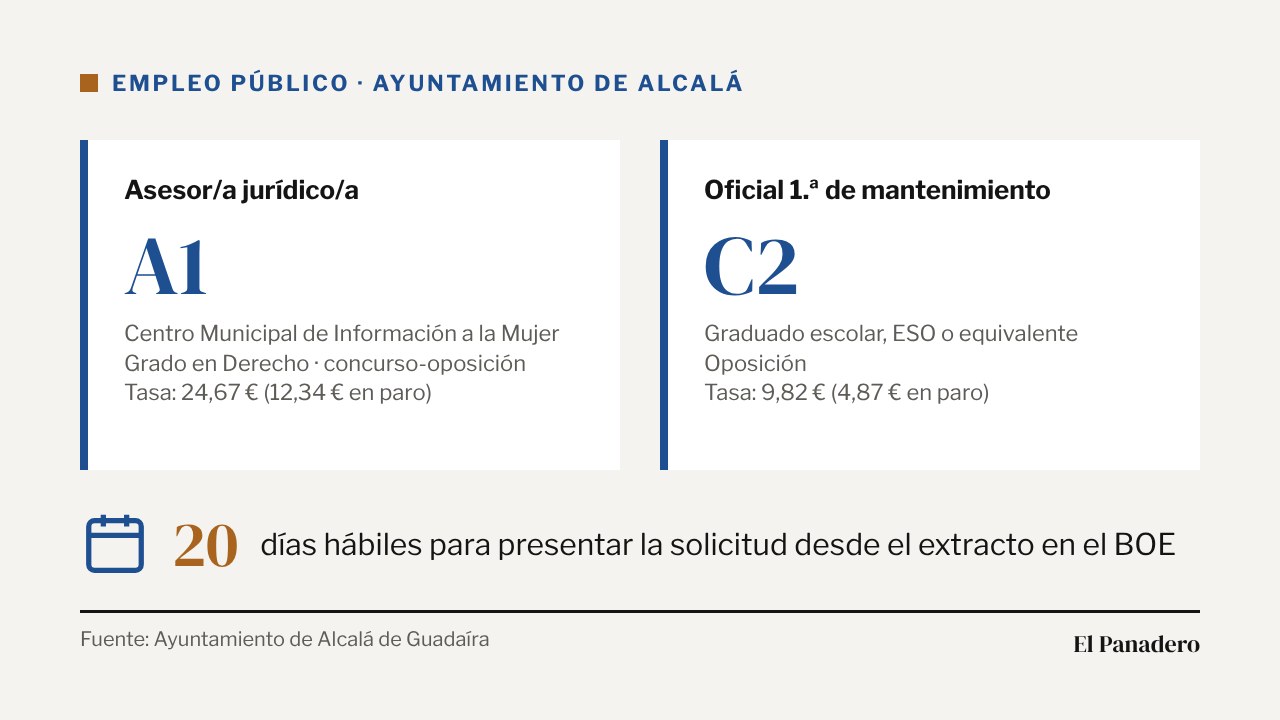 EMPLEO PÚBLICO · AYUNTAMIENTO DE ALCALÁ
Asesor/a jurídico/a
A1
Centro Municipal de Información a la Mujer
Grado en Derecho · concurso-oposición
Tasa: 24,67 € (12,34 € en paro)
Oficial 1.ª de mantenimiento
C2
Graduado escolar, ESO o equivalente
Oposición
Tasa: 9,82 € (4,87 € en paro)
20 días hábiles para presentar la solicitud desde el extracto en el BOE
Fuente: Ayuntamiento de Alcalá de Guadaíra
El Panadero